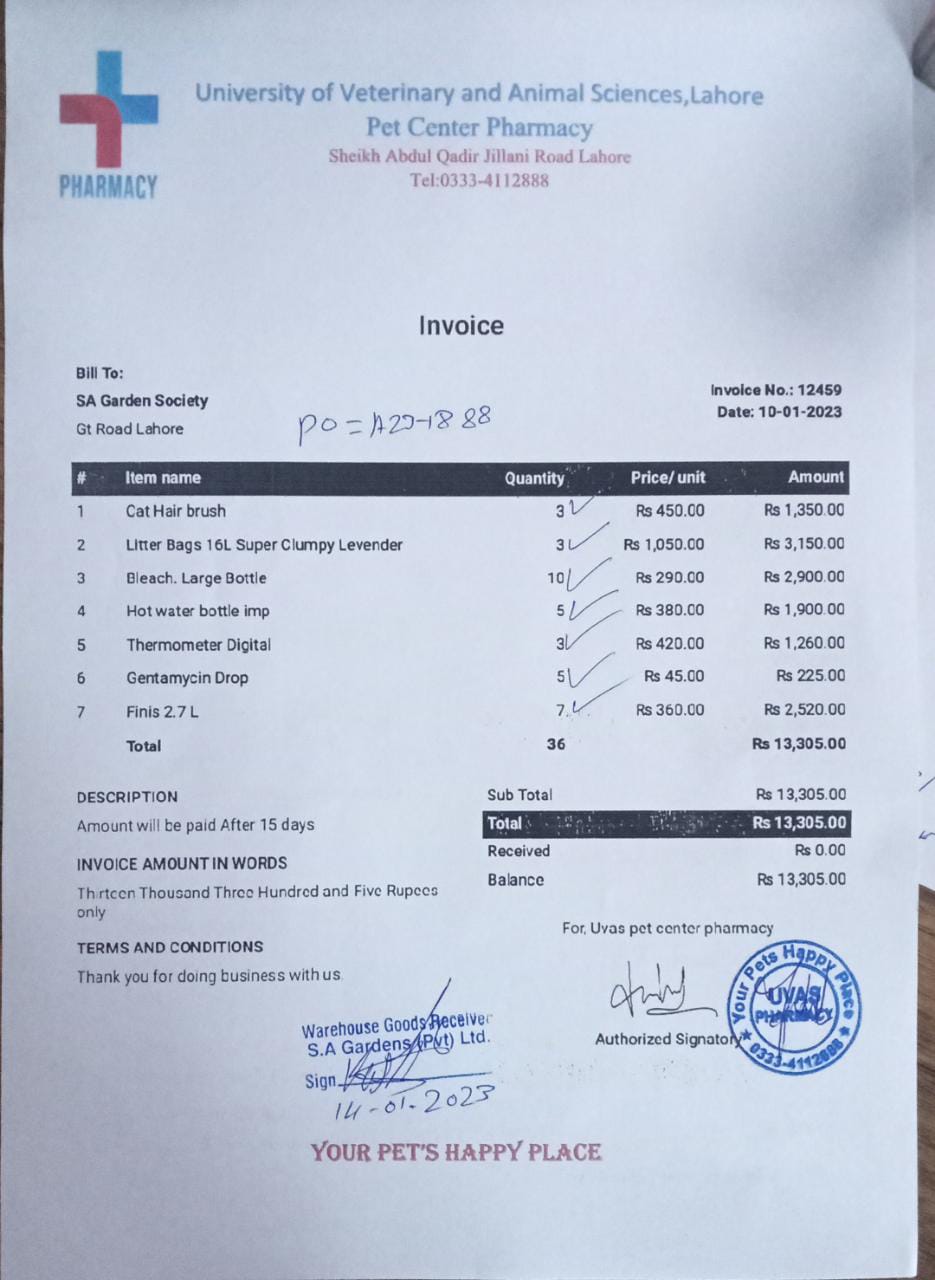 University of Veterinary and Animal Sciences,Lahore
Pet Center Pharmacy
Sheikh Abdul Qadir Jillani Road Lahore
Tel:0333-4112888
PHARMACY
Invoice
Bill To:
SA Garden Society
Gt Road Lahore
Invoice No.: 12459
Date: 10-01-2023
PO = A29-1888
# Item name Quantity Price/ unit Amount
1 Cat Hair brush 3 Rs 450.00 Rs 1,350.00
2 Litter Bags 16L Super Clumpy Levender 3 Rs 1,050.00 Rs 3,150.00
3 Bleach. Large Bottle 10 Rs 290.00 Rs 2,900.00
4 Hot water bottle imp 5 Rs 380.00 Rs 1,900.00
5 Thermometer Digital 3 Rs 420.00 Rs 1,260.00
6 Gentamycin Drop 5 Rs 45.00 Rs 225.00
7 Finis 2.7 L 7 Rs 360.00 Rs 2,520.00
Total 36 Rs 13,305.00
DESCRIPTION
Amount will be paid After 15 days
INVOICE AMOUNT IN WORDS
Thirteen Thousand Three Hundred and Five Rupees
only
TERMS AND CONDITIONS
Thank you for doing business with us.
Sub Total Rs 13,305.00
Total Rs 13,305.00
Received Rs 0.00
Balance Rs 13,305.00
For, Uvas pet center pharmacy
Authorized Signatory
Your Pets Happy Place
UVAS
PHARMACY
0333-4112888
Warehouse Goods Receiver
S.A Gardens (Pvt) Ltd.
Sign
14-01-2023
YOUR PET'S HAPPY PLACE